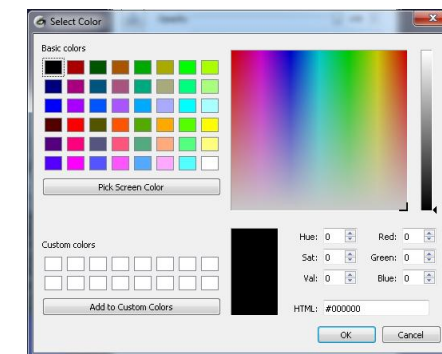 Select Color
Basic colors
Pick Screen Color
Custom colors
Add to Custom Colors
Hue: 0 Red: 0
Sat: 0 Green: 0
Val: 0 Blue: 0
HTML: #000000
OK Cancel